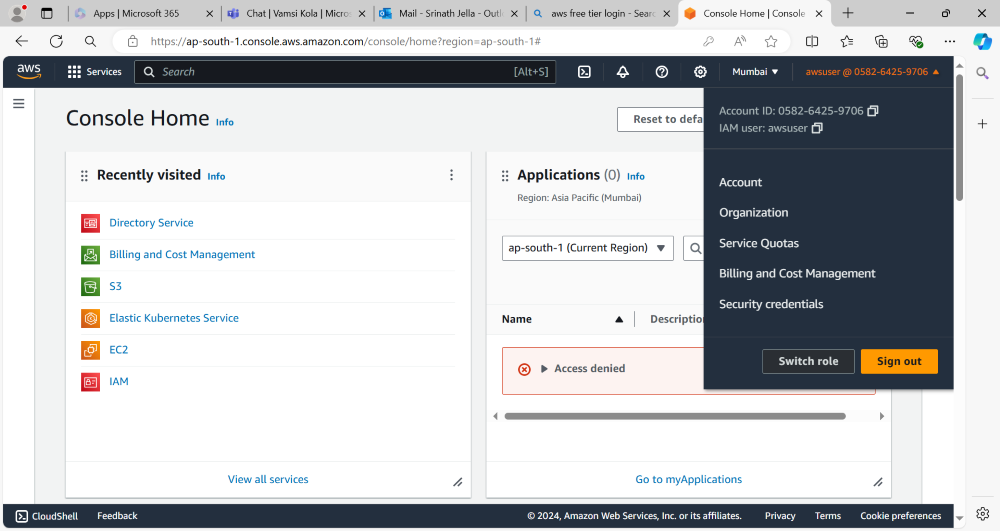 Apps | Microsoft 365
Chat | Vamsi Kola | Micros
Mail - Srinath Jella - Outlo
aws free tier login - Searc
Console Home | Console
https://ap-south-1.console.aws.amazon.com/console/home?region=ap-south-1#
aws
Services
Search
[Alt+S]
Mumbai
awsuser @ 0582-6425-9706
Console Home Info
Reset to defa
Account ID: 0582-6425-9706
IAM user: awsuser
Account
Organization
Service Quotas
Billing and Cost Management
Security credentials
Switch role
Sign out
Recently visited Info
Directory Service
Billing and Cost Management
S3
Elastic Kubernetes Service
EC2
IAM
View all services
Applications (0) Info
Region: Asia Pacific (Mumbai)
ap-south-1 (Current Region)
Name
Descriptio
Access denied
Go to myApplications
CloudShell
Feedback
© 2024, Amazon Web Services, Inc. or its affiliates.
Privacy
Terms
Cookie preferences